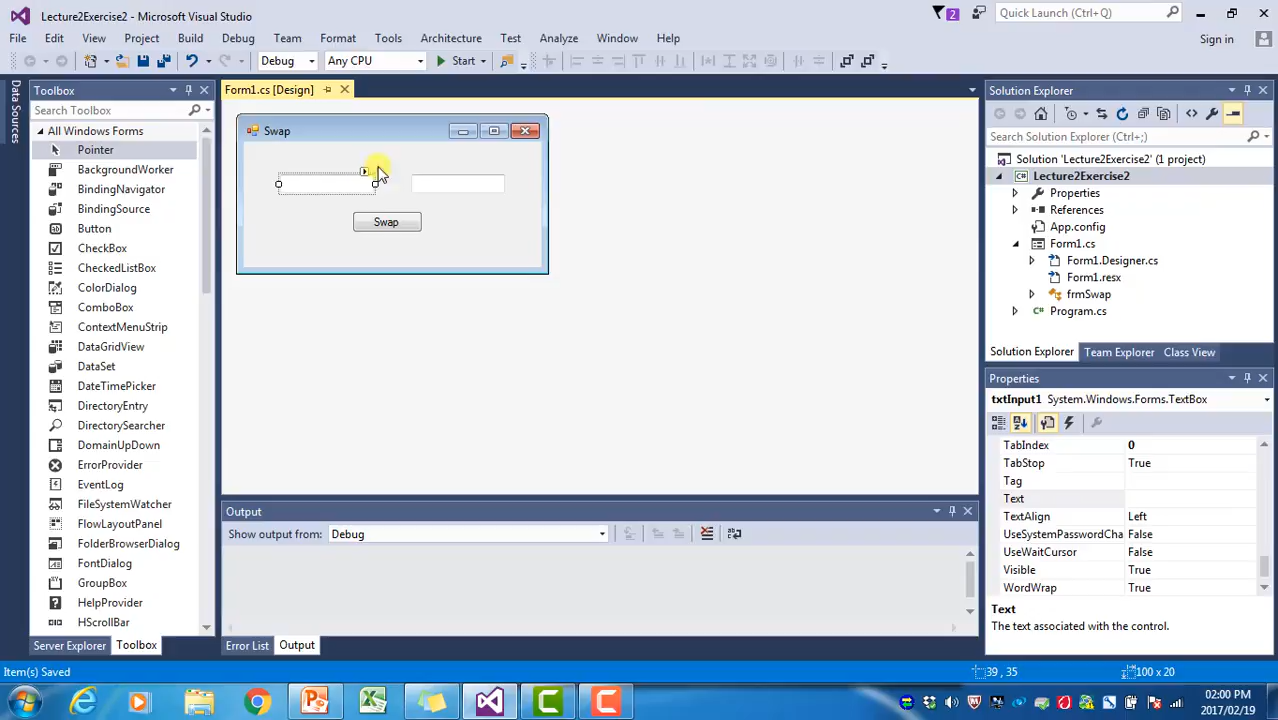 Lecture2Exercise2 - Microsoft Visual Studio
2
Quick Launch (Ctrl+Q)
File Edit View Project Build Debug Team Format Tools Architecture Test Analyze Window Help
Sign in
Debug Any CPU Start
Data Sources
Toolbox
Search Toolbox
All Windows Forms
Pointer
BackgroundWorker
BindingNavigator
BindingSource
Button
CheckBox
CheckedListBox
ColorDialog
ComboBox
ContextMenuStrip
DataGridView
DataSet
DateTimePicker
DirectoryEntry
DirectorySearcher
DomainUpDown
ErrorProvider
EventLog
FileSystemWatcher
FlowLayoutPanel
FolderBrowserDialog
FontDialog
GroupBox
HelpProvider
HScrollBar
Server Explorer Toolbox
Form1.cs [Design]
Swap
Swap
Output
Show output from: Debug
Error List Output
Solution Explorer
Search Solution Explorer (Ctrl+;)
Solution 'Lecture2Exercise2' (1 project)
Lecture2Exercise2
Properties
References
App.config
Form1.cs
Form1.Designer.cs
Form1.resx
frmSwap
Program.cs
Solution Explorer Team Explorer Class View
Properties
txtInput1 System.Windows.Forms.TextBox
TabIndex 0
TabStop True
Tag
Text
TextAlign Left
UseSystemPasswordCha False
UseWaitCursor False
Visible True
WordWrap True
Text
The text associated with the control.
Item(s) Saved
39 , 35
100 x 20
02:00 PM
2017/02/19